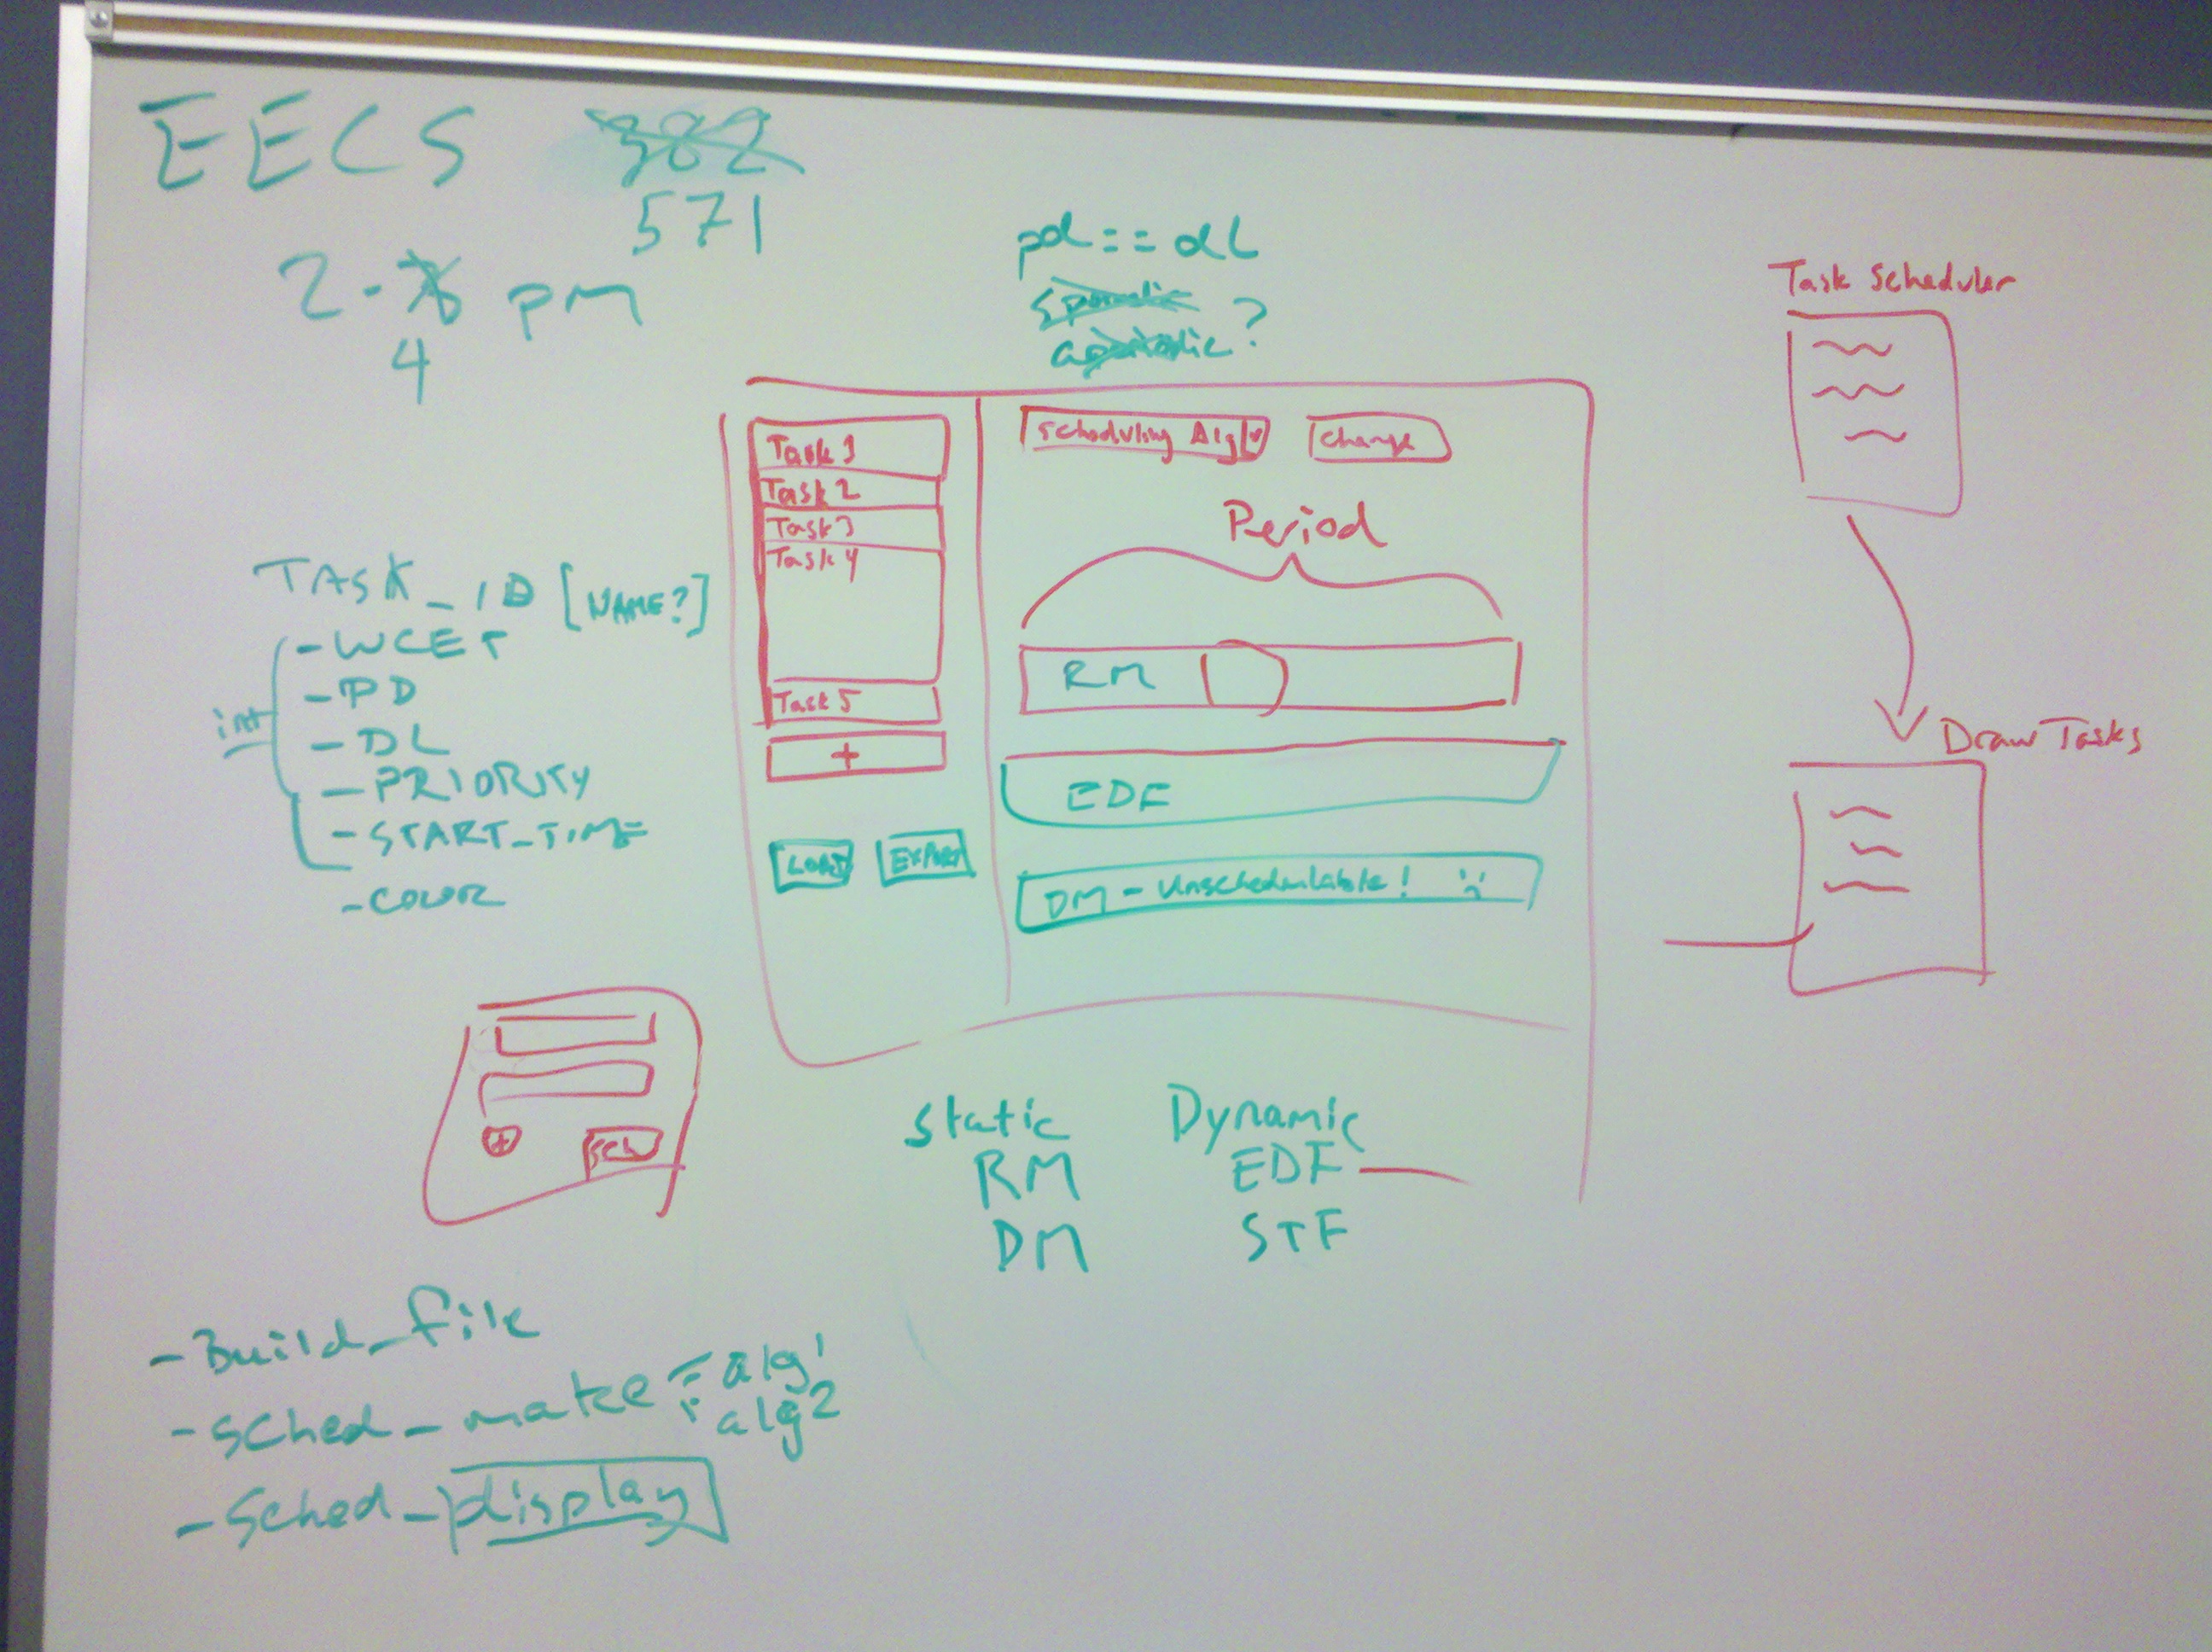 EECS 382
571
2-3 pm
4
pd == dL
sporadic
aperiodic?
Task Scheduler
Task 1
Task 2
Task 3
Task 4
Task 5
+
LOAD EXPORT
Scheduling Alg
Change
Period
RM
EDF
DM - Unschedulable! :(
TASK_ID [NAME?]
int
- WCET
- PD
- DL
- PRIORITY
- START_TIME
- COLOR
Draw Tasks
+ SCH
Static
RM
DM
Dynamic
EDF
STF
- Build_file
- sched_make : alg1
alg2
- Sched_display